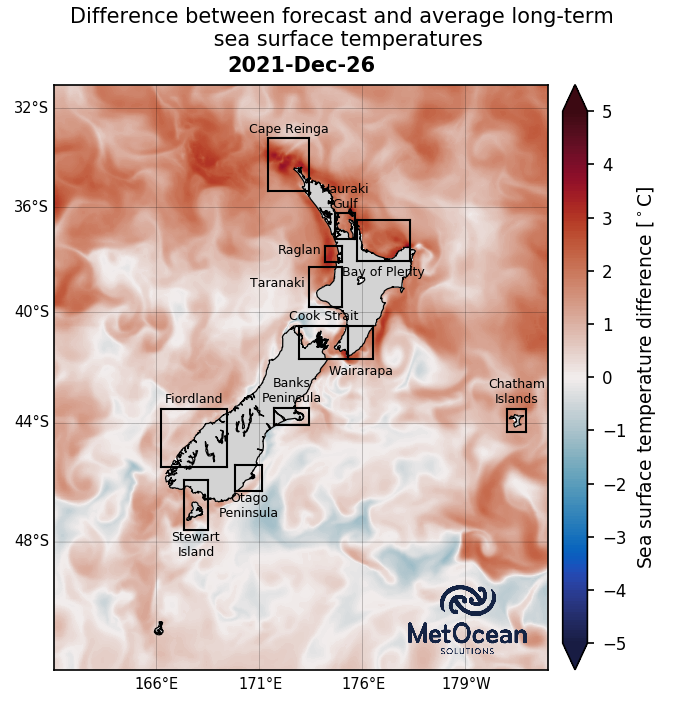 Difference between forecast and average long-term
sea surface temperatures
2021-Dec-26
32°S
36°S
40°S
44°S
48°S
Cape Reinga
Hauraki
Gulf
Raglan
Bay of Plenty
Taranaki
Cook Strait
Wairarapa
Banks
Peninsula
Fiordland
Chatham
Islands
Otago
Peninsula
Stewart
Island
MetOcean
SOLUTIONS
166°E
171°E
176°E
179°W
5
4
3
2
1
0
−1
−2
−3
−4
−5
Sea surface temperature difference [°C]